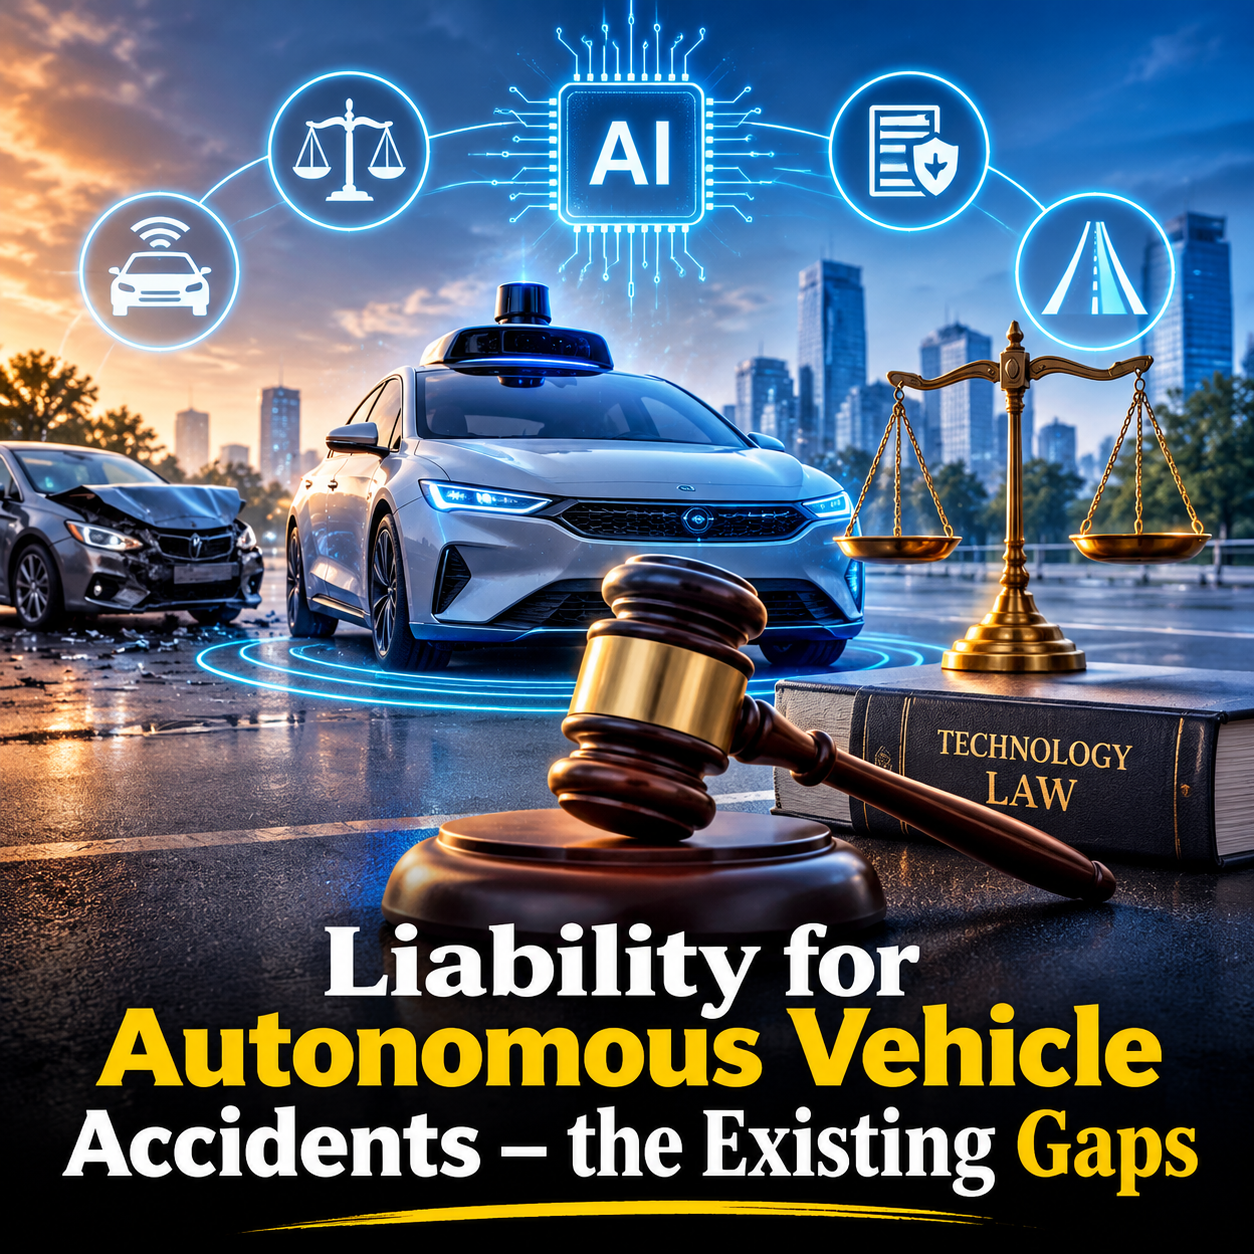 AI
TECHNOLOGY
LAW
Liability for
Autonomous Vehicle
Accidents – the Existing Gaps